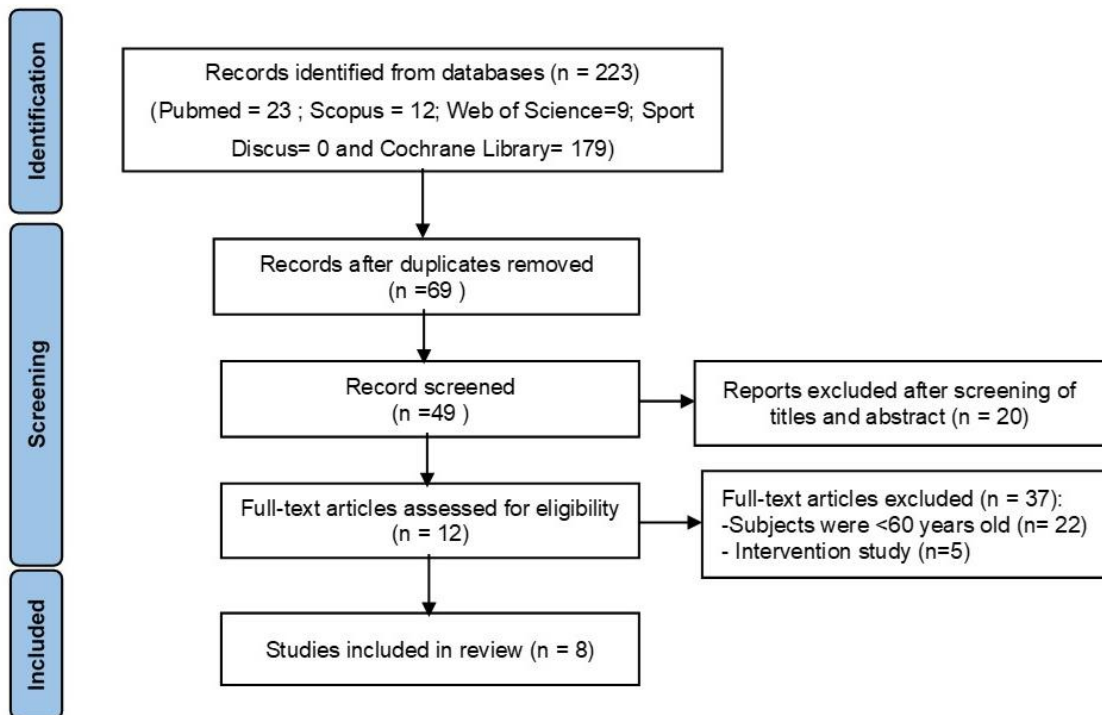 Identification
Records identified from databases (n = 223)
(Pubmed = 23 ; Scopus = 12; Web of Science=9; Sport
Discus= 0 and Cochrane Library= 179)
Screening
Records after duplicates removed
(n =69 )
Record screened
(n =49 )
Reports excluded after screening of
titles and abstract (n = 20)
Full-text articles assessed for eligibility
(n = 12)
Full-text articles excluded (n = 37):
-Subjects were <60 years old (n= 22)
- Intervention study (n=5)
Included
Studies included in review (n = 8)